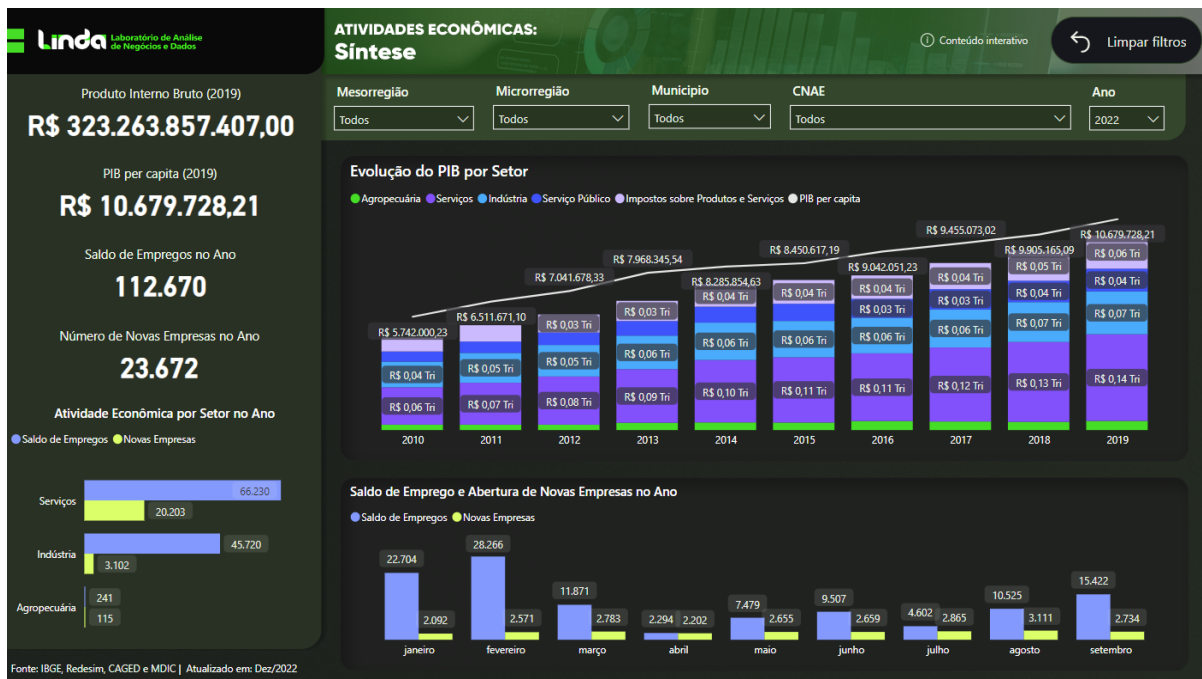 Linda Laboratório de Análise
de Negócios e Dados
ATIVIDADES ECONÔMICAS:
Síntese
Conteúdo interativo
Limpar filtros
Produto Interno Bruto (2019)
R$ 323.263.857.407,00
PIB per capita (2019)
R$ 10.679.728,21
Saldo de Empregos no Ano
112.670
Número de Novas Empresas no Ano
23.672
Atividade Econômica por Setor no Ano
Saldo de Empregos Novas Empresas
Serviços
66.230
20.203
Indústria
45.720
3.102
Agropecuária
241
115
Fonte: IBGE, Redesim, CAGED e MDIC | Atualizado em: Dez/2022
Mesorregião Microrregião Municipio CNAE Ano
Todos Todos Todos Todos 2022
Evolução do PIB por Setor
Agropecuária Serviços Indústria Serviço Público Impostos sobre Produtos e Serviços PIB per capita
R$ 5.742.000,23
R$ 0,04 Tri
R$ 0,06 Tri
2010
R$ 6.511.671,10
R$ 0,05 Tri
R$ 0,07 Tri
2011
R$ 7.041.678,33
R$ 0,03 Tri
R$ 0,05 Tri
R$ 0,08 Tri
2012
R$ 7.968.345,54
R$ 0,03 Tri
R$ 0,06 Tri
R$ 0,09 Tri
2013
R$ 8.285.854,63
R$ 0,04 Tri
R$ 0,06 Tri
R$ 0,10 Tri
2014
R$ 8.450.617,19
R$ 0,04 Tri
R$ 0,06 Tri
R$ 0,11 Tri
2015
R$ 9.042.051,23
R$ 0,04 Tri
R$ 0,03 Tri
R$ 0,06 Tri
R$ 0,11 Tri
2016
R$ 9.455.073,02
R$ 0,04 Tri
R$ 0,03 Tri
R$ 0,06 Tri
R$ 0,12 Tri
2017
R$ 9.905.165,09
R$ 0,05 Tri
R$ 0,04 Tri
R$ 0,07 Tri
R$ 0,13 Tri
2018
R$ 10.679.728,21
R$ 0,06 Tri
R$ 0,04 Tri
R$ 0,07 Tri
R$ 0,14 Tri
2019
Saldo de Emprego e Abertura de Novas Empresas no Ano
Saldo de Empregos Novas Empresas
22.704 2.092
janeiro
28.266 2.571
fevereiro
11.871 2.783
março
2.294 2.202
abril
7.479 2.655
maio
9.507 2.659
junho
4.602 2.865
julho
10.525 3.111
agosto
15.422 2.734
setembro